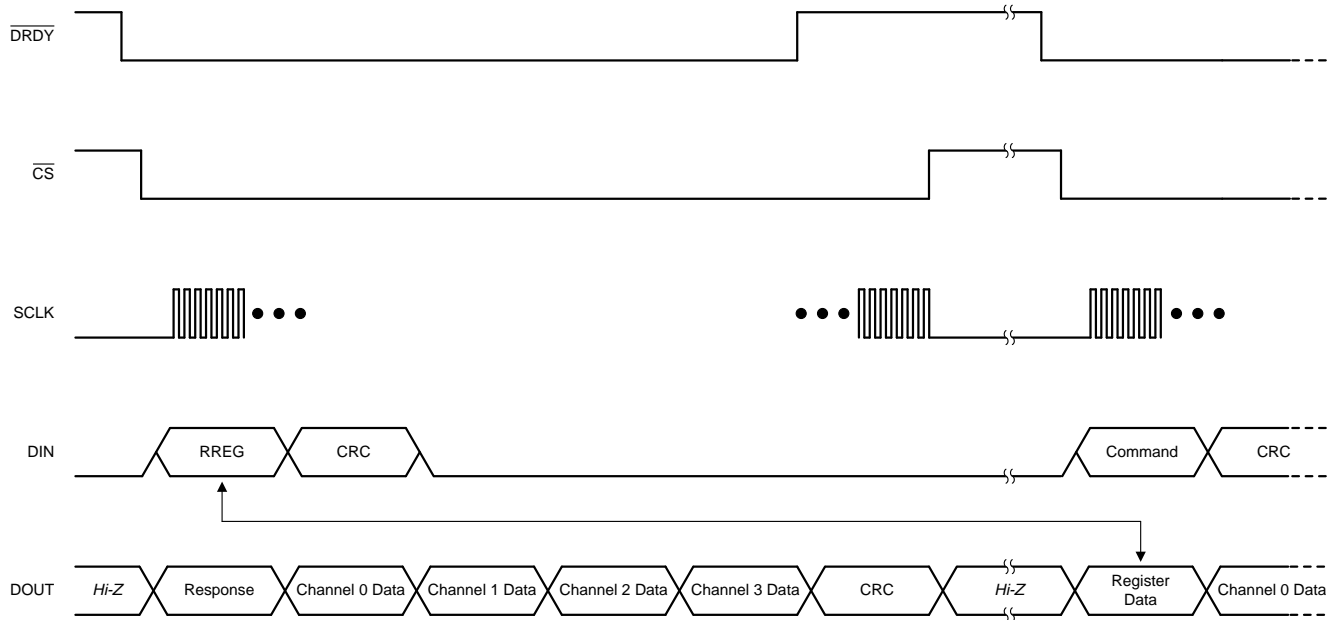 DRDY
CS
SCLK
DIN
RREG
CRC
Command
CRC
DOUT
Hi-Z
Response
Channel 0 Data
Channel 1 Data
Channel 2 Data
Channel 3 Data
CRC
Hi-Z
Register
Data
Channel 0 Data